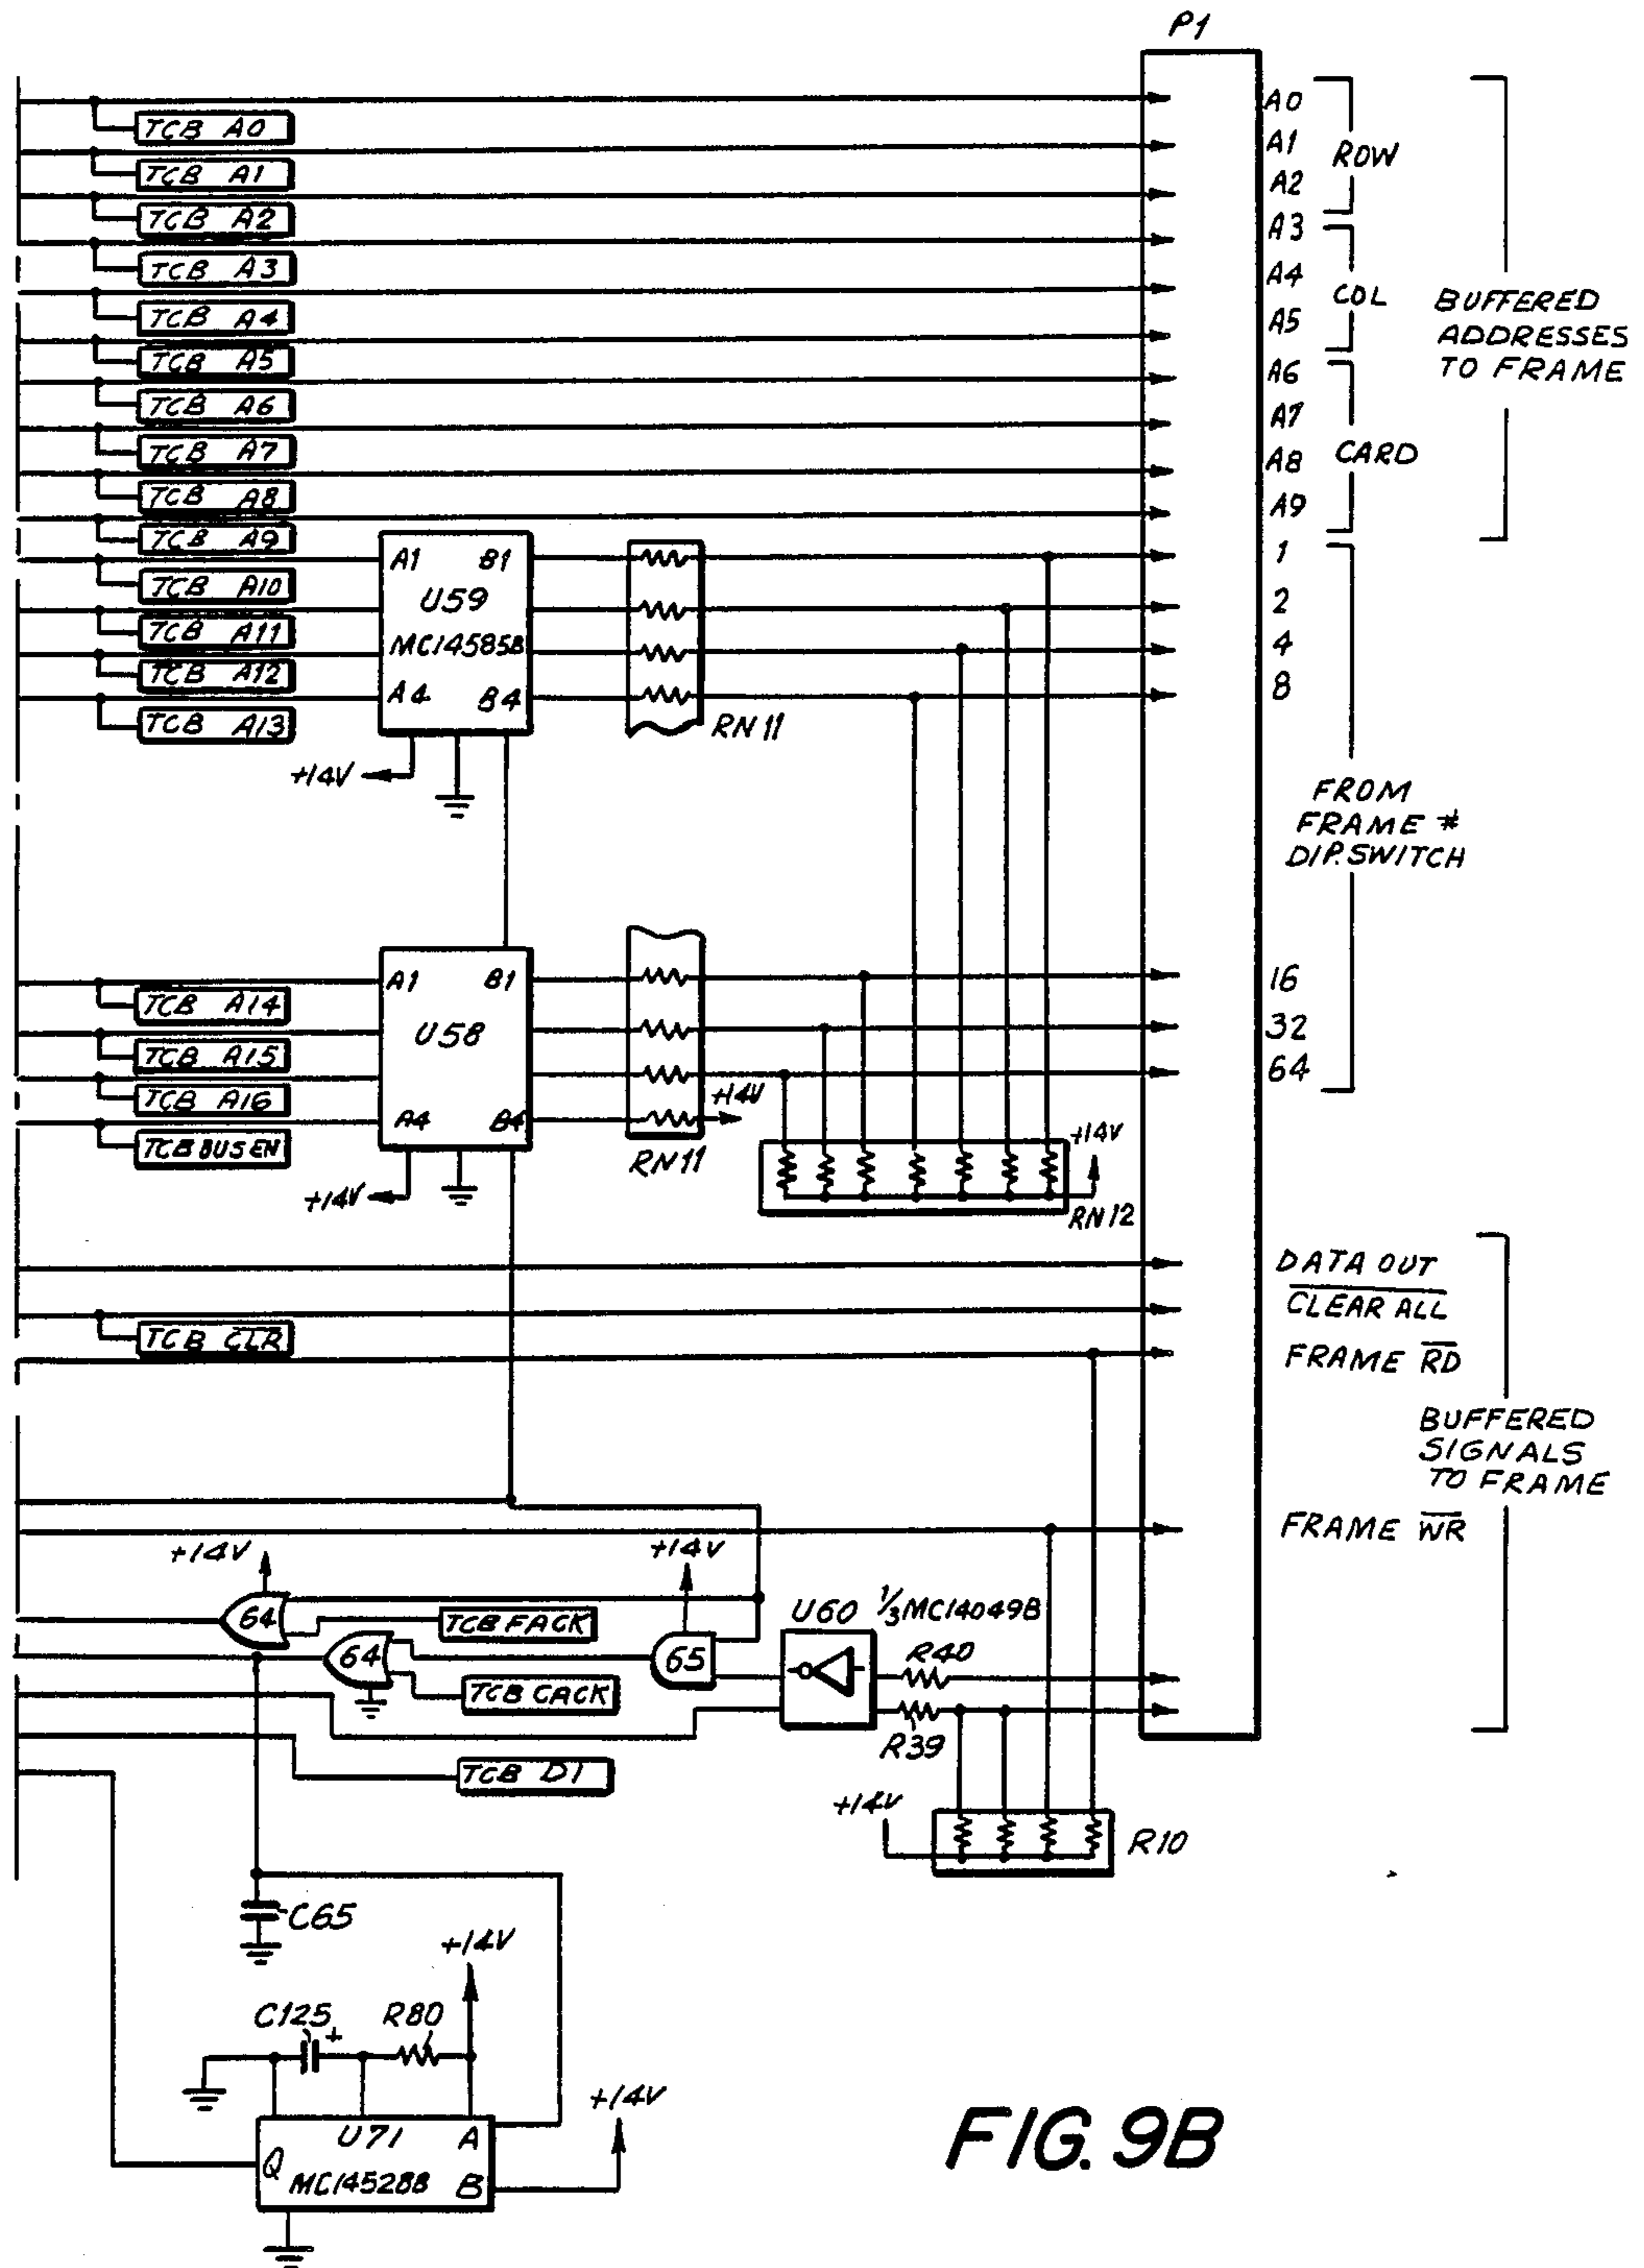 P1
A0
TCB A0
A1
ROW
TCB A1
A2
TCB A2
A3
TCB A3
A4
COL
BUFFERED
ADDRESSES
TO FRAME
TCB A4
A5
TCB A5
A6
TCB A6
A7
TCB A7
A8
CARD
TCB A8
A9
TCB A9
A1 B1
1
TCB A10
U59
2
TCB A11
MC14585B
4
TCB A12
A4 B4
8
TCB A13
RN11
+14V
FROM
FRAME #
DIP.SWITCH
A1 B1
16
TCB A14
U58
32
TCB A15
64
TCB A16
+14V
A4 B4
TCB BUS EN
RN11
+14V
+14V
RN12
DATA OUT
CLEAR ALL
TCB CLR
FRAME RD
BUFFERED
SIGNALS
TO FRAME
FRAME WR
+14V
+14V
64
TCB FACK
U60 1/3 MC14049B
64
65
R40
TCB CACK
R39
TCB D1
+14V
R10
C65
+14V
C125 +
R80
+14V
U71
A
Q
MC14528B
B
FIG. 9B